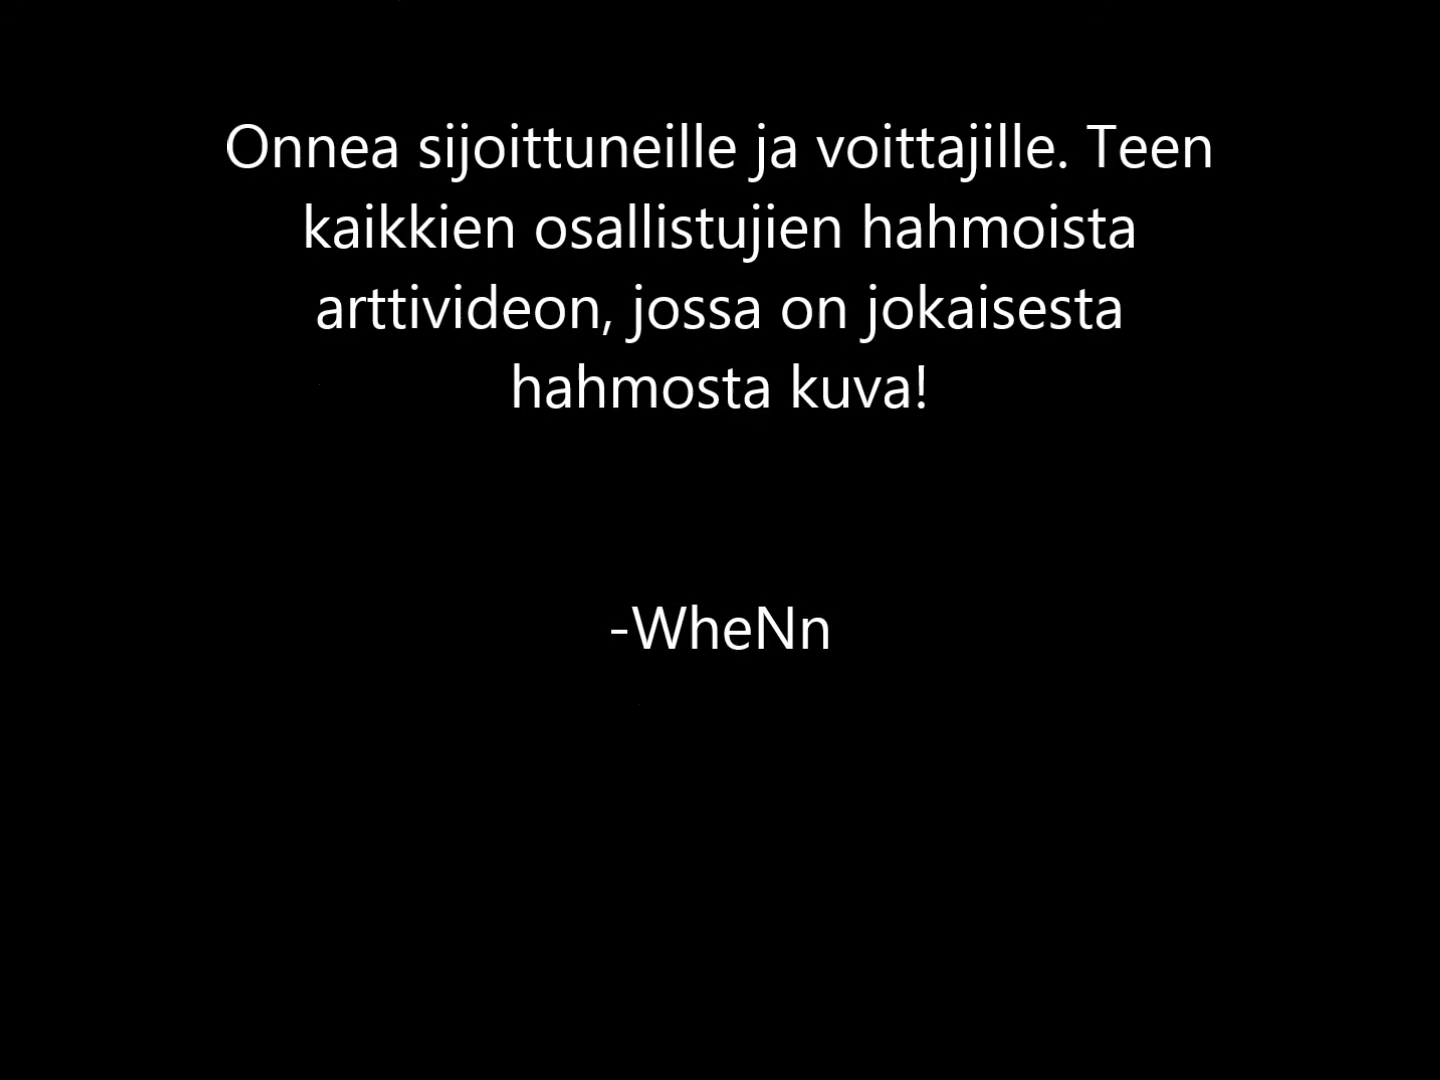 Onnea sijoittuneille ja voittajille. Teen
kaikkien osallistujien hahmoista
arttivideon, jossa on jokaisesta
hahmosta kuva!
-WheNn